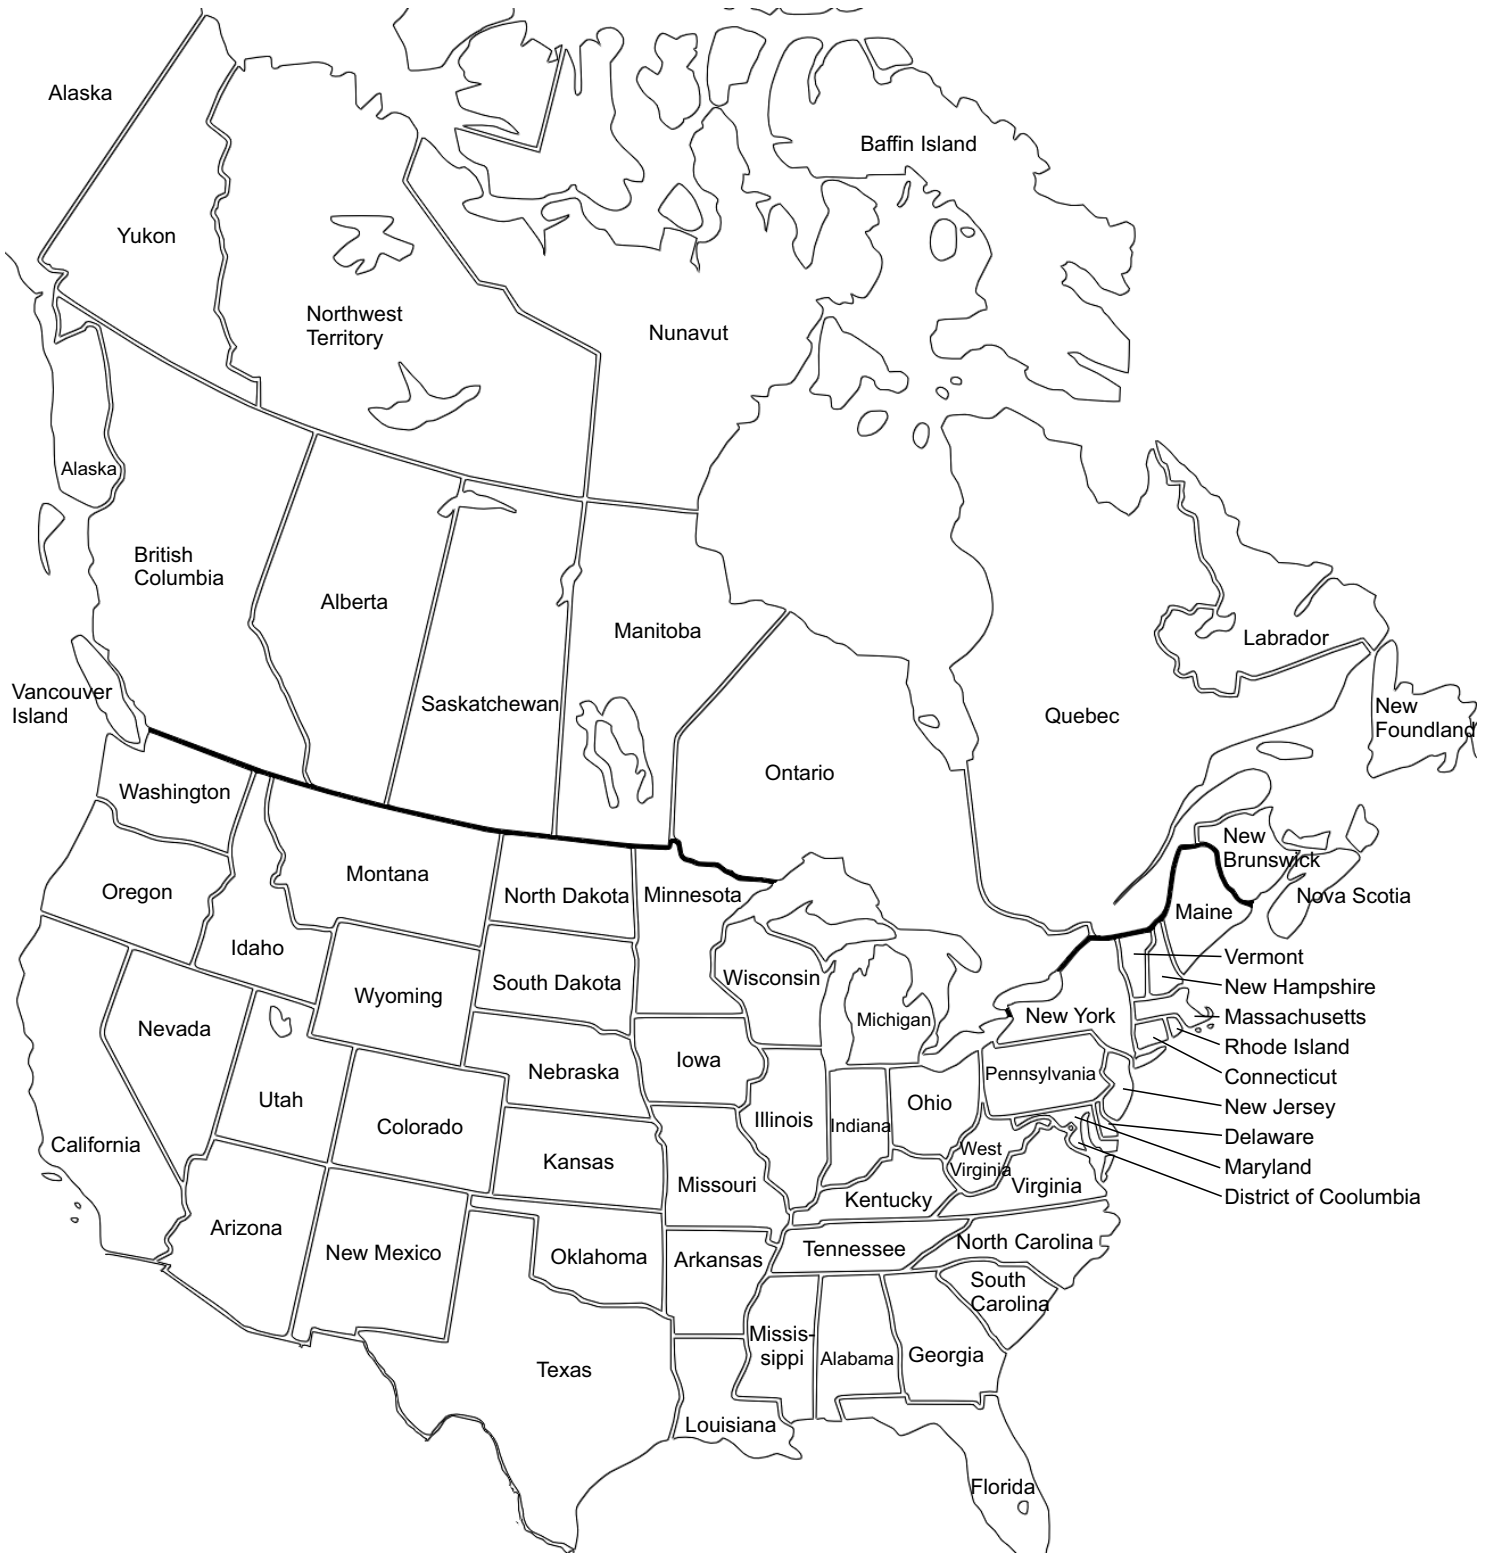 Alaska
Baffin Island
Yukon
Northwest
Territory
Nunavut
Alaska
British
Columbia
Alberta
Manitoba
Labrador
Vancouver
Island
Saskatchewan
Quebec
New
Foundland
Ontario
Washington
New
Brunswick
Montana
Oregon
North Dakota
Minnesota
Nova Scotia
Maine
Idaho
Vermont
Wisconsin
South Dakota
New Hampshire
Wyoming
New York
Massachusetts
Michigan
Nevada
Rhode Island
Iowa
Nebraska
Pennsylvania
Connecticut
Utah
Ohio
New Jersey
Colorado
Illinois
Indiana
Delaware
California
West
Virginia
Kansas
Maryland
Missouri
Virginia
District of Coolumbia
Kentucky
Arizona
New Mexico
Oklahoma
Arkansas
Tennessee
North Carolina
South
Carolina
Missis-
sippi
Alabama
Georgia
Texas
Louisiana
Florida